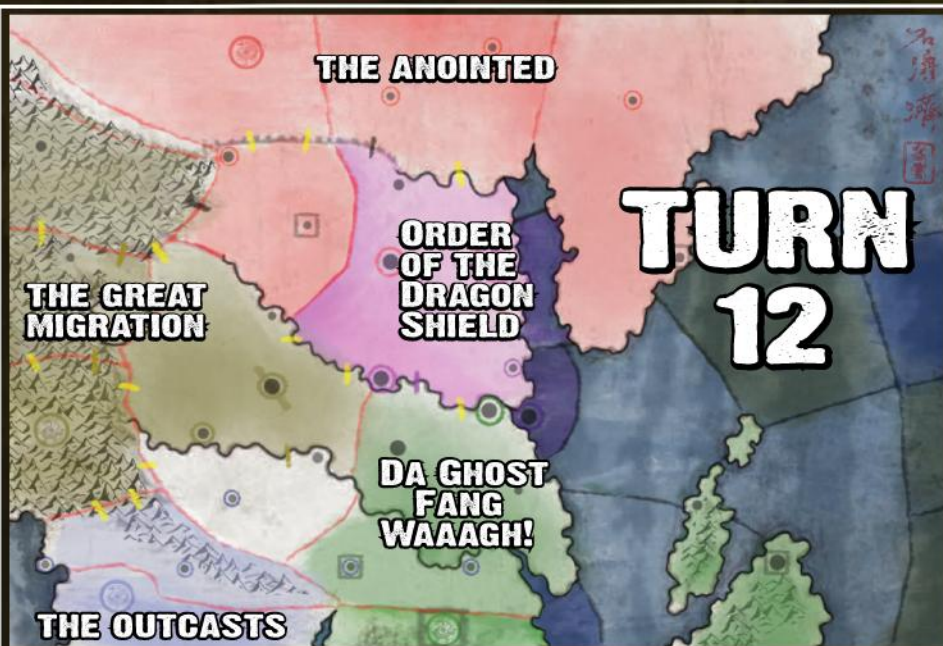 THE ANOINTED
TURN
12
ORDER
OF THE
DRAGON
SHIELD
THE GREAT
MIGRATION
DA GHOST
FANG
WAAAGH!
THE OUTCASTS